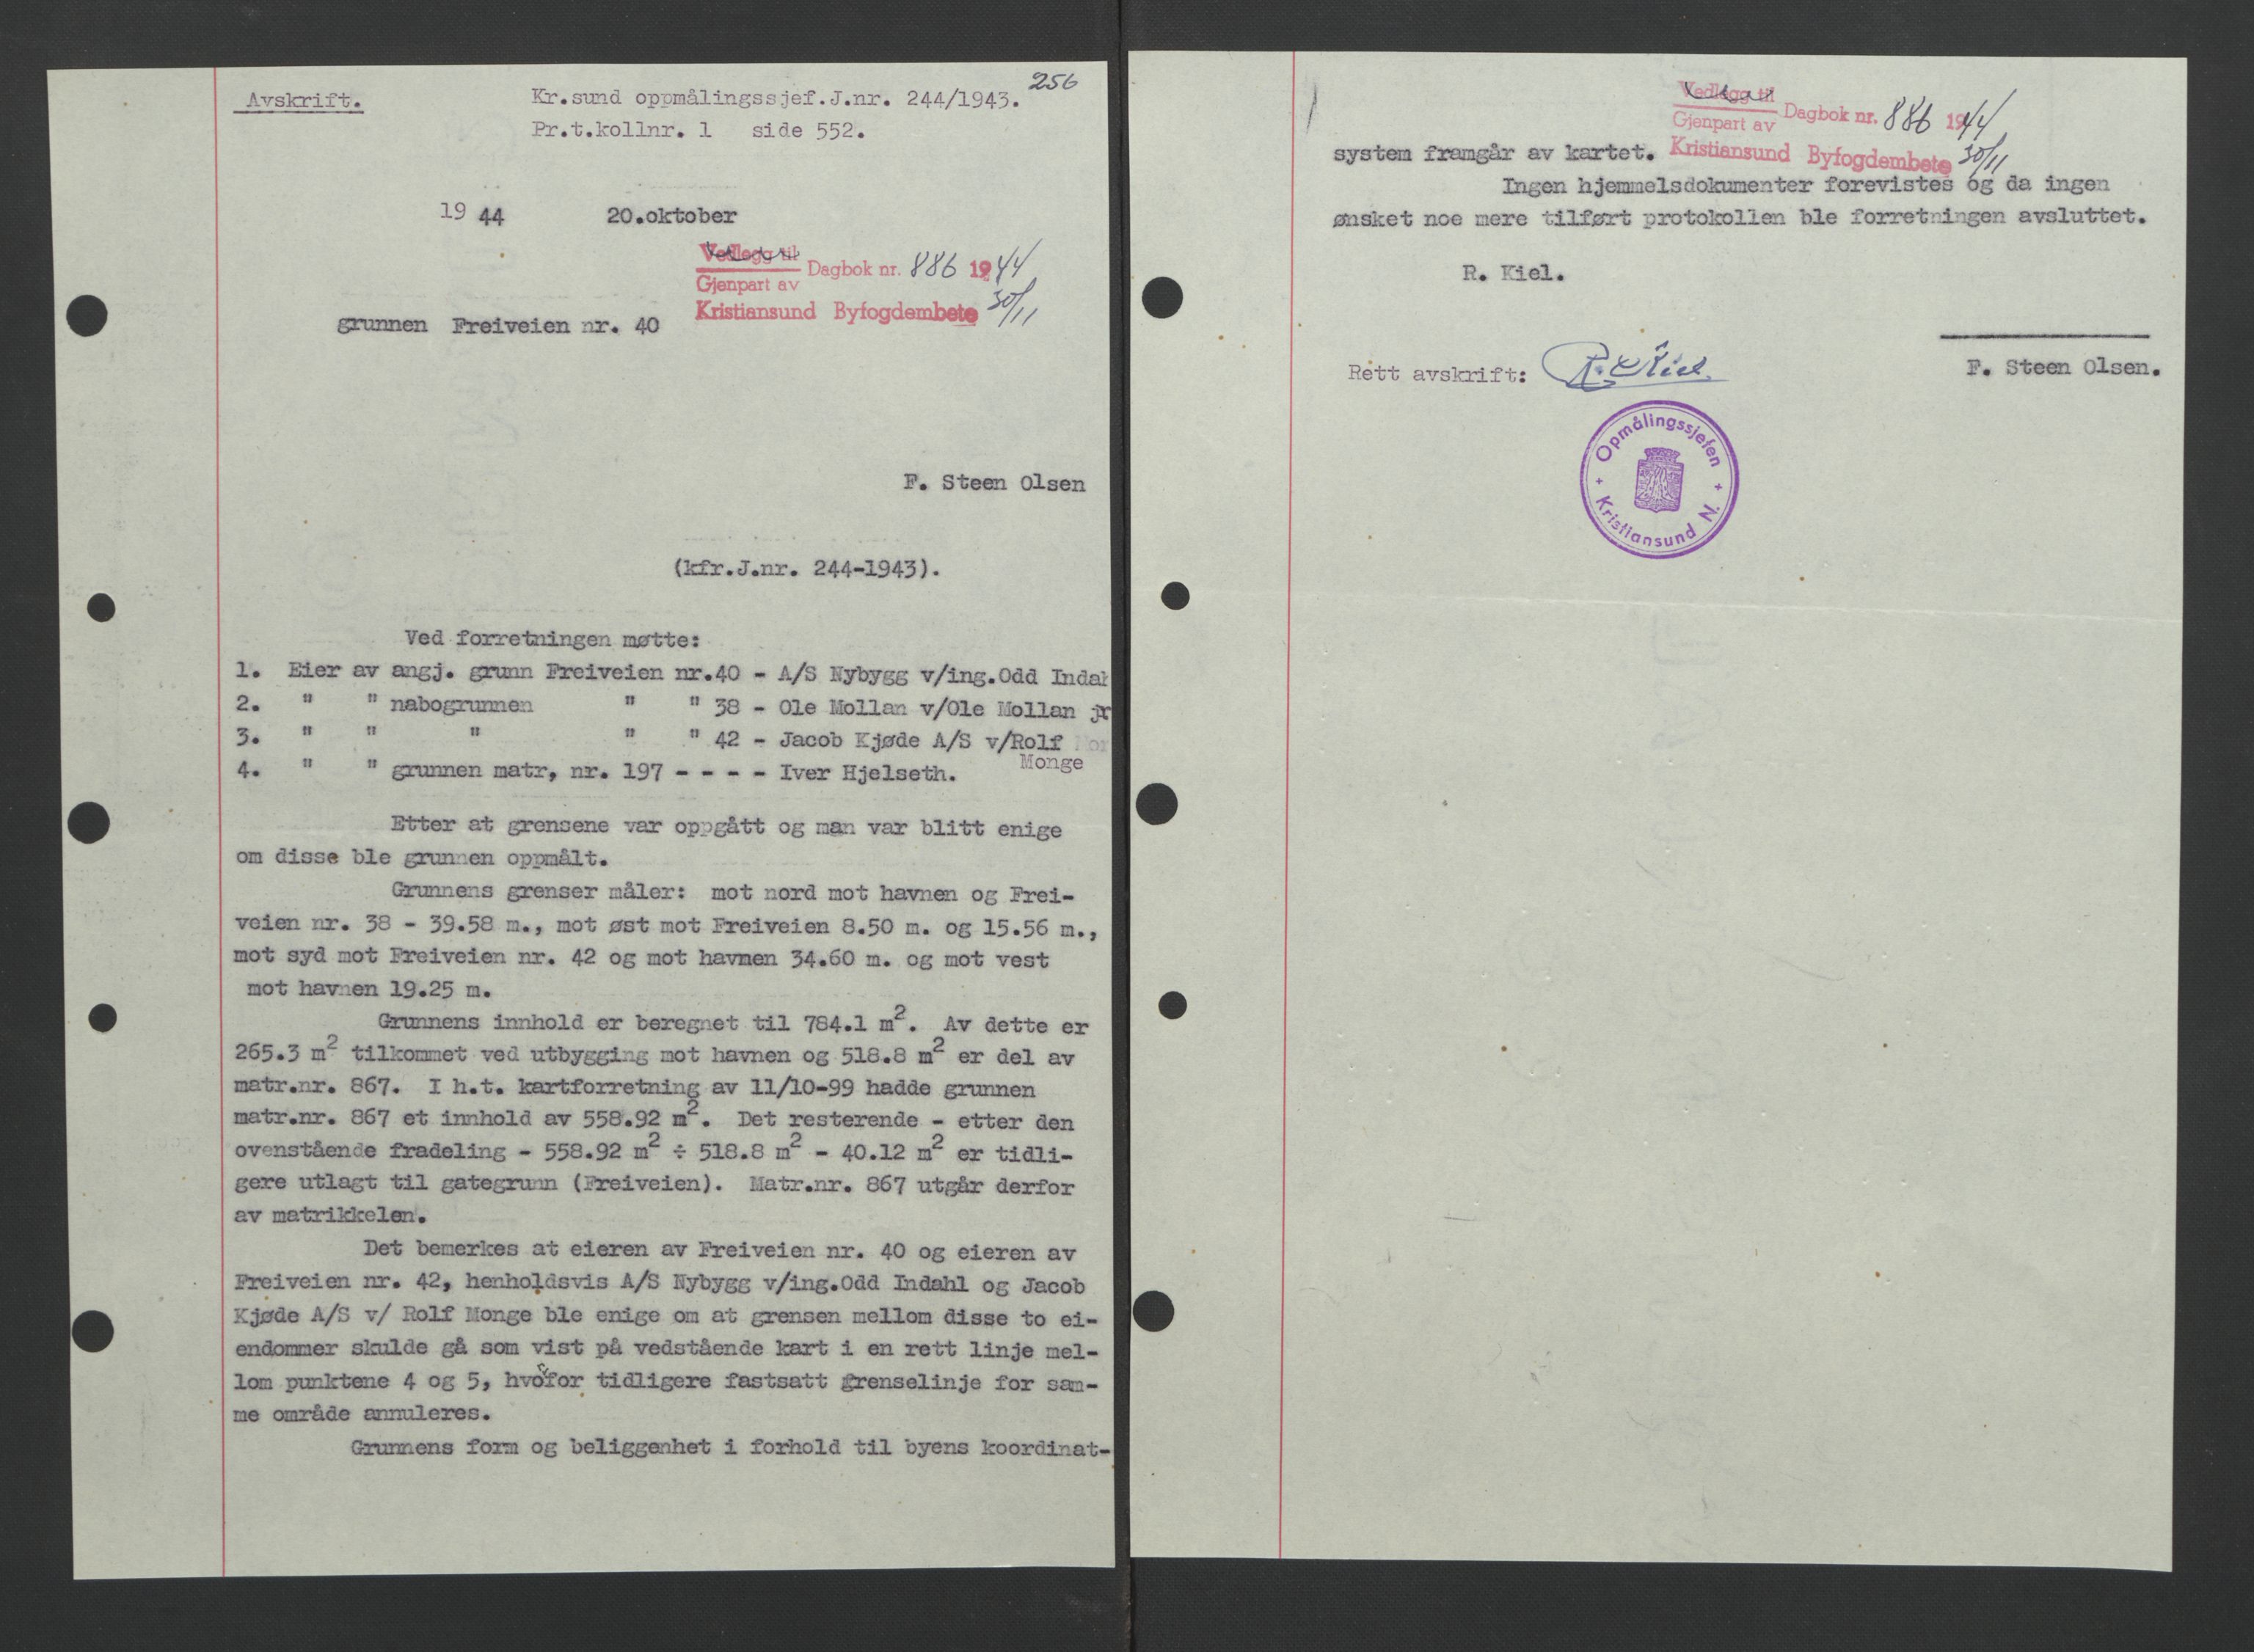 256
Avskrift.
Kr.sund oppmålingssjef.J.nr. 244/1943.
Pr.t.kollnr. 1 side 552.
19 44 20.oktober
Vedlegg til
Gjenpart av
Dagbok nr. 886 1944
Kristiansund Byfogdembete 30/11
grunnen Freiveien nr. 40
F. Steen Olsen
(kfr.J.nr. 244-1943).
Ved forretningen møtte:
1. Eier av angj. grunn Freiveien nr.40 - A/S Nybygg v/ing.Odd Indal
2. " " nabogrunnen " " 38 - Ole Mollan v/Ole Mollan jr
3. " " " " " 42 - Jacob Kjøde A/S v/Rolf
Monge
4. " " grunnen matr, nr. 197 - - - - Iver Hjelseth.
Etter at grensene var oppgått og man var blitt enige
om disse ble grunnen oppmålt.
Grunnens grenser måler: mot nord mot havnen og Frei-
veien nr. 38 - 39.58 m., mot øst mot Freiveien 8.50 m. og 15.56 m.,
mot syd mot Freiveien nr. 42 og mot havnen 34.60 m. og mot vest
mot havnen 19.25 m.
Grunnens innhold er beregnet til 784.1 m2. Av dette er
265.3 m2 tilkommet ved utbygging mot havnen og 518.8 m2 er del av
matr.nr. 867. I h.t. kartforretning av 11/10-99 hadde grunnen
matr.nr. 867 et innhold av 558.92 m2. Det resterende - etter den
ovenstående fradeling - 558.92 m2 ÷ 518.8 m2 - 40.12 m2 er tidli-
gere utlagt til gategrunn (Freiveien). Matr.nr. 867 utgår derfor
av matrikkelen.
Det bemerkes at eieren av Freiveien nr. 40 og eieren av
Freiveien nr. 42, henholdsvis A/S Nybygg v/ing.Odd Indahl og Jacob
Kjøde A/S v/ Rolf Monge ble enige om at grensen mellom disse to ei-
endommer skulde gå som vist på vedstående kart i en rett linje mel-
lom punktene 4 og 5, hvofor tidligere fastsatt grenselinje for sam-
me område annuleres.
Grunnens form og beliggenhet i forhold til byens koordinat-
Vedlegg til
Gjenpart av
Dagbok nr. 886 1944
Kristiansund Byfogdembete 30/11
system framgår av kartet.
Ingen hjemmelsdokumenter forevistes og da ingen
ønsket noe mere tilført protokollen ble forretningen avsluttet.
R. Kiel.
Rett avskrift: R. Kiel
F. Steen Olsen.
Opmålingssjefen
Kristiansund N.